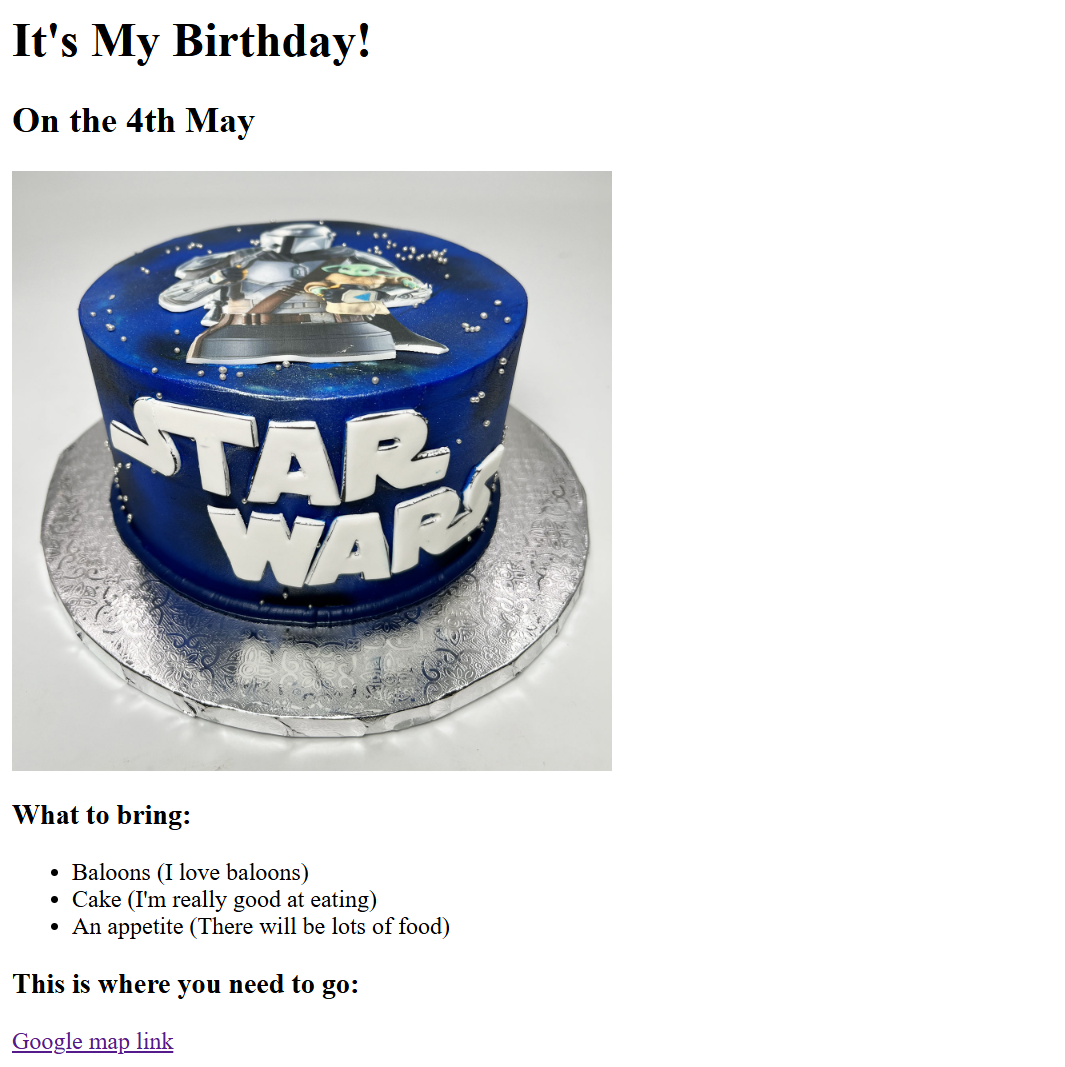 It's My Birthday!
On the 4th May
STAR
WARS
What to bring:
Baloons (I love baloons)
Cake (I'm really good at eating)
An appetite (There will be lots of food)
This is where you need to go:
Google map link